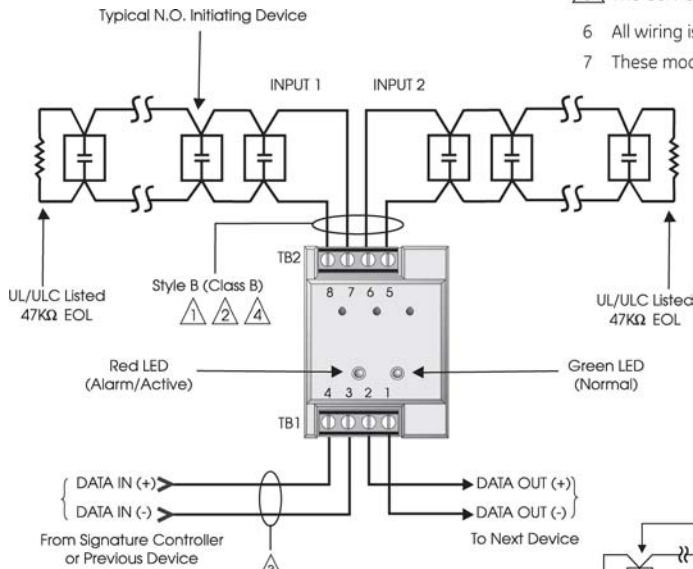 Typical N.O. Initiating Device
6 All wiring is
7 These mod
INPUT 1 INPUT 2
TB2
8 7 6 5
Style B (Class B)
1 2 4
UL/ULC Listed
47KΩ EOL
UL/ULC Listed
47KΩ EOL
Red LED
(Alarm/Active)
Green LED
(Normal)
4 3 2 1
TB1
DATA IN (+)
DATA IN (-)
DATA OUT (+)
DATA OUT (-)
From Signature Controller
or Previous Device
To Next Device